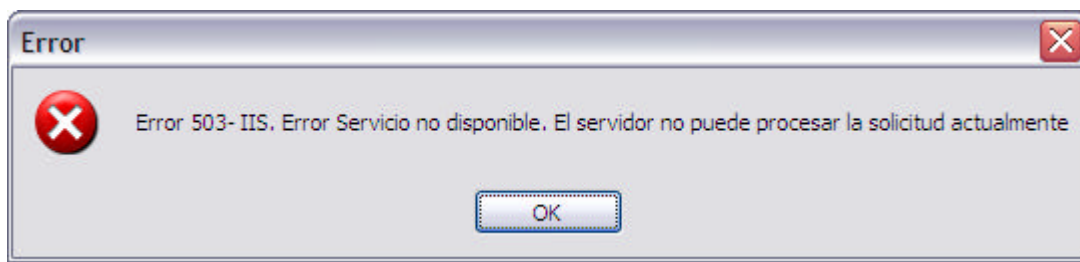 Error
Error 503- IIS. Error Servicio no disponible. El servidor no puede procesar la solicitud actualmente
OK